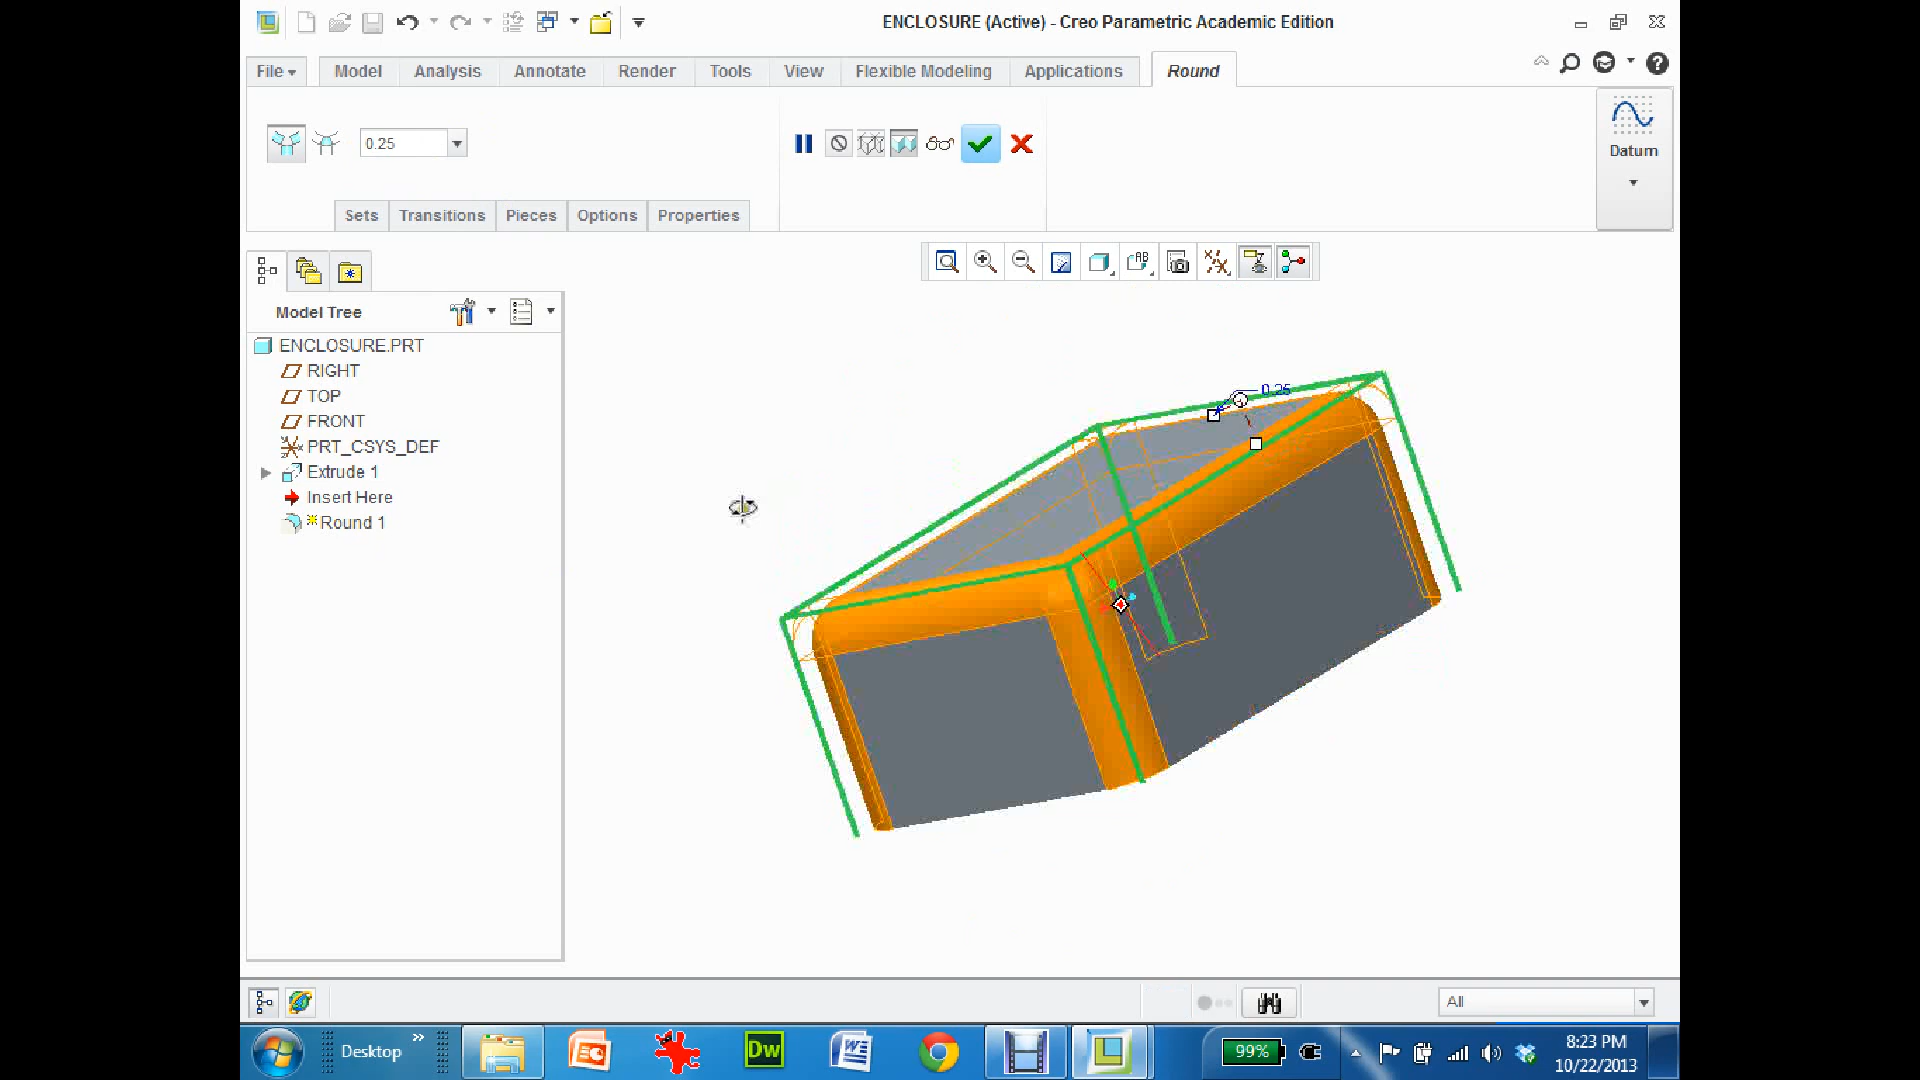 ENCLOSURE (Active) - Creo Parametric Academic Edition
File Model Analysis Annotate Render Tools View Flexible Modeling Applications Round
0.25
Datum
Sets Transitions Pieces Options Properties
AB
Model Tree
ENCLOSURE.PRT
RIGHT
TOP
FRONT
PRT_CSYS_DEF
Extrude 1
Insert Here
Round 1
0.25
All
Desktop
Dw
99%
8:23 PM
10/22/2013